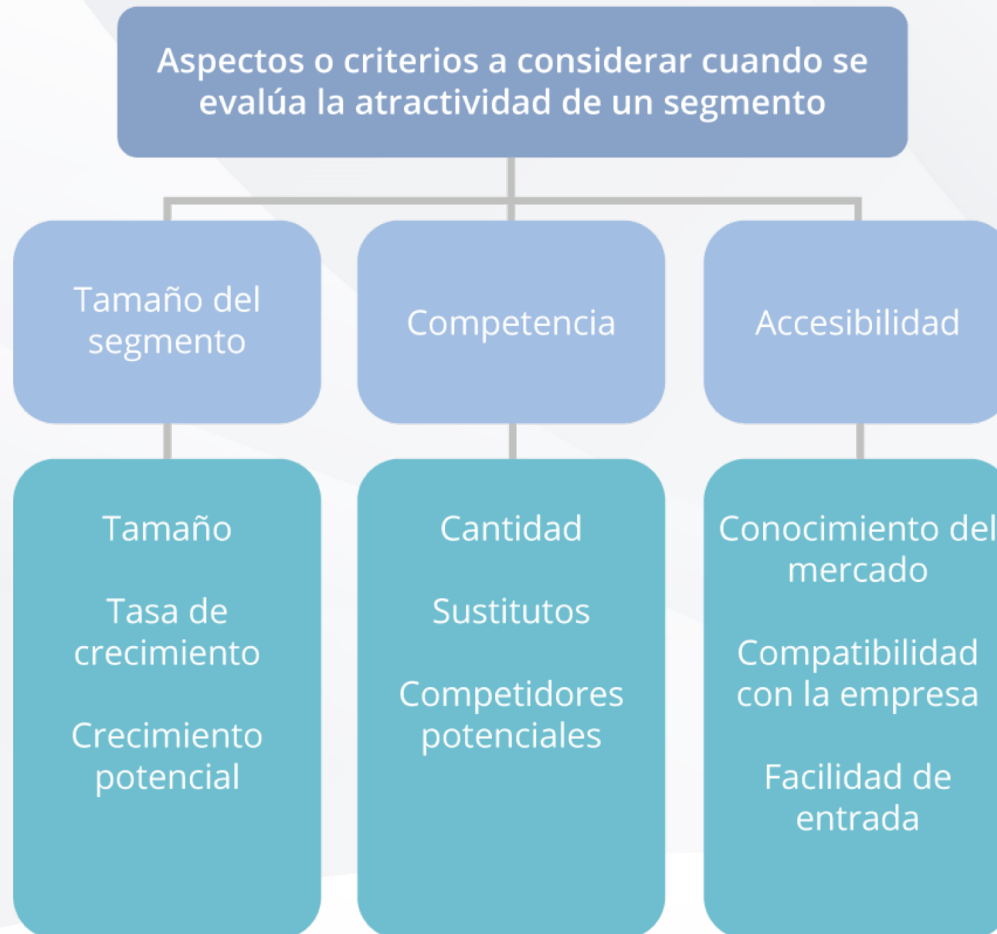 Aspectos o criterios a considerar cuando se
evalúa la atractividad de un segmento
Tamaño del
segmento
Competencia
Accesibilidad
Tamaño
Tasa de
crecimiento
Crecimiento
potencial
Cantidad
Sustitutos
Competidores
potenciales
Conocimiento del
mercado
Compatibilidad
con la empresa
Facilidad de
entrada